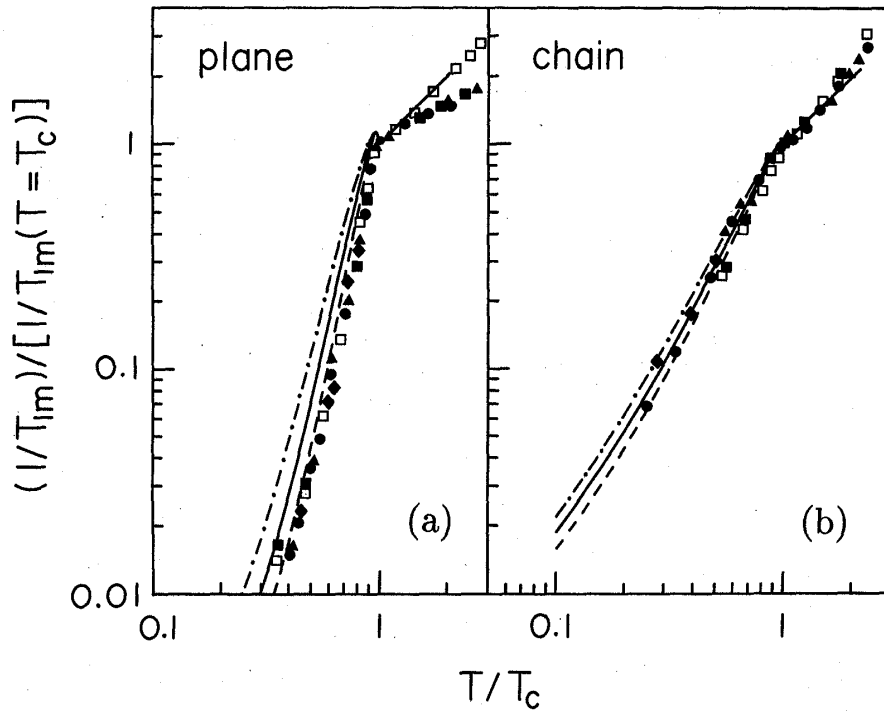 plane
chain
(1/T1m)/[1/T1m(T=Tc)]
1
0.1
0.01
(a)
(b)
0.1
1
0.1
1
T/Tc